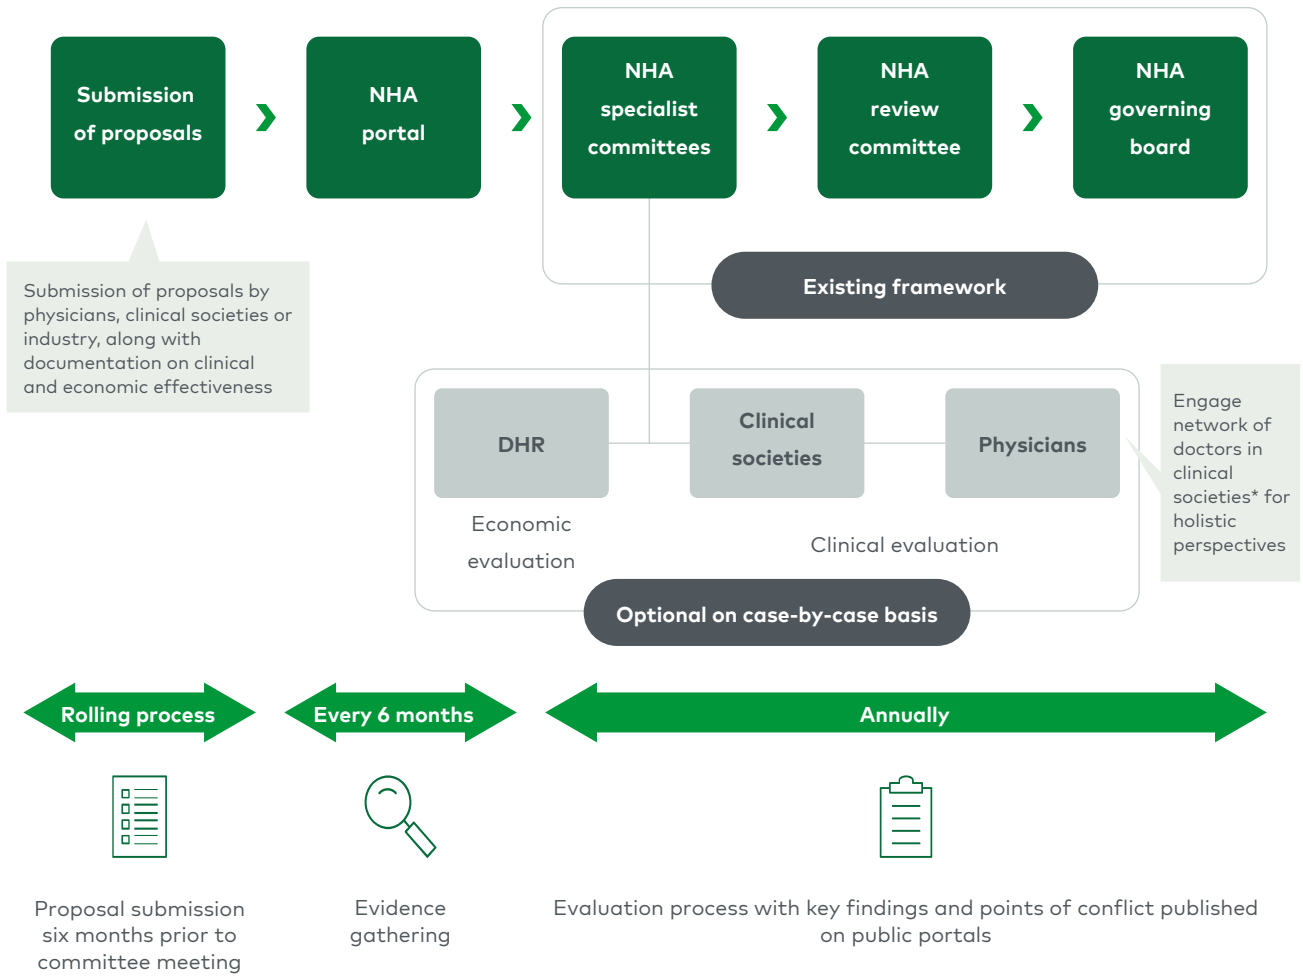 Submission
of proposals
NHA
portal
NHA
specialist
committees
NHA
review
committee
NHA
governing
board
Existing framework
Submission of proposals by
physicians, clinical societies or
industry, along with
documentation on clinical
and economic effectiveness
DHR
Clinical
societies
Physicians
Economic
evaluation
Clinical evaluation
Engage
network of
doctors in
clinical
societies* for
holistic
perspectives
Optional on case-by-case basis
Rolling process
Every 6 months
Annually
Proposal submission
six months prior to
committee meeting
Evidence
gathering
Evaluation process with key findings and points of conflict published
on public portals